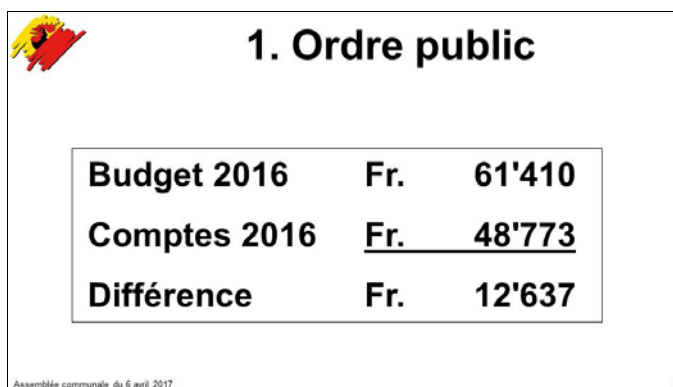 1. Ordre public
Budget 2016 Fr. 61'410
Comptes 2016 Fr. 48'773
Différence Fr. 12'637
Assemblée communale du 6 avril 2017